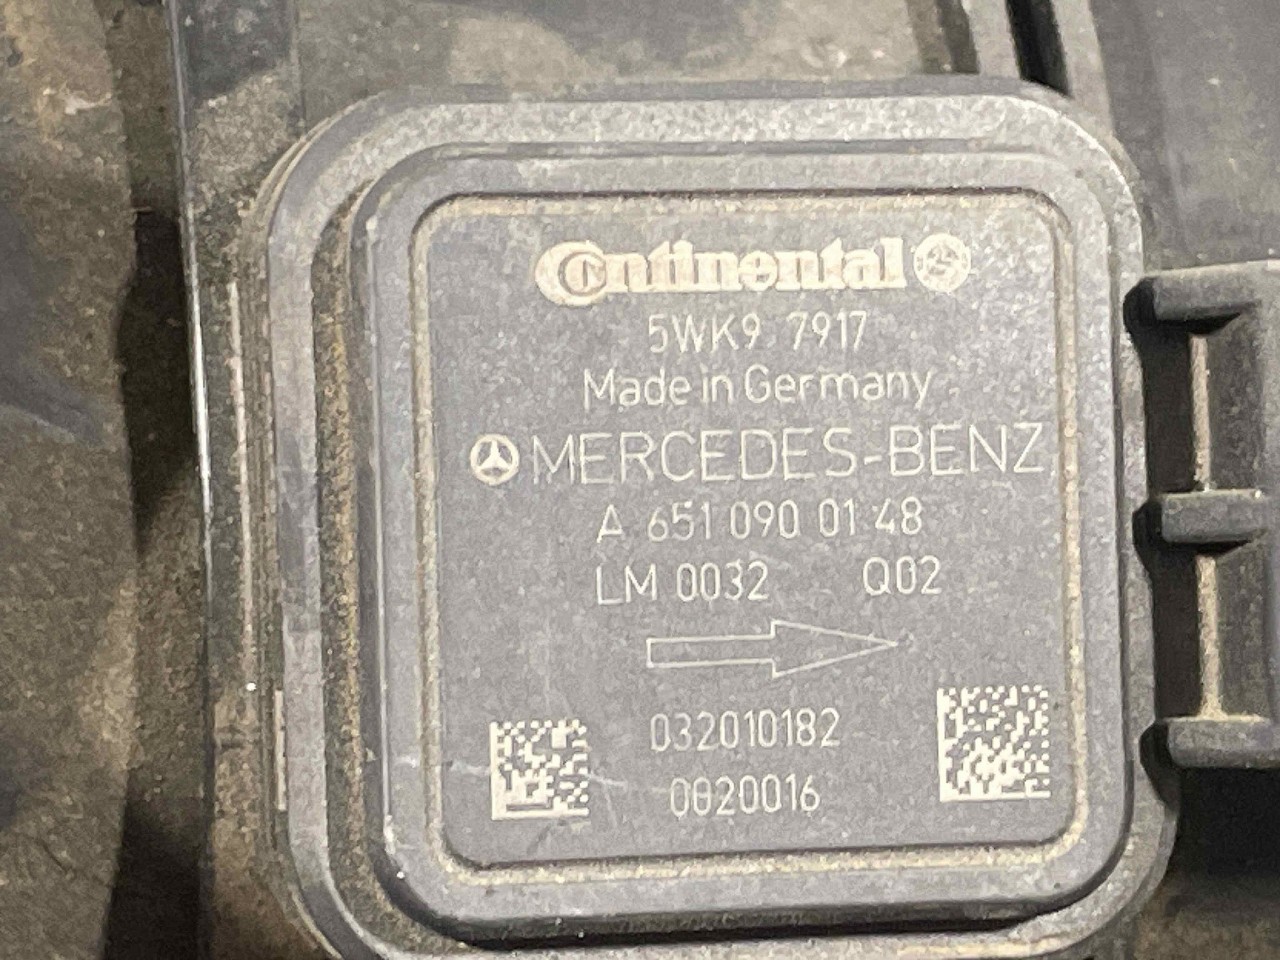 Continental
5WK9 7917
Made in Germany
MERCEDES-BENZ
A 651 090 01 48
LM 0032 Q02
032010182
0020016